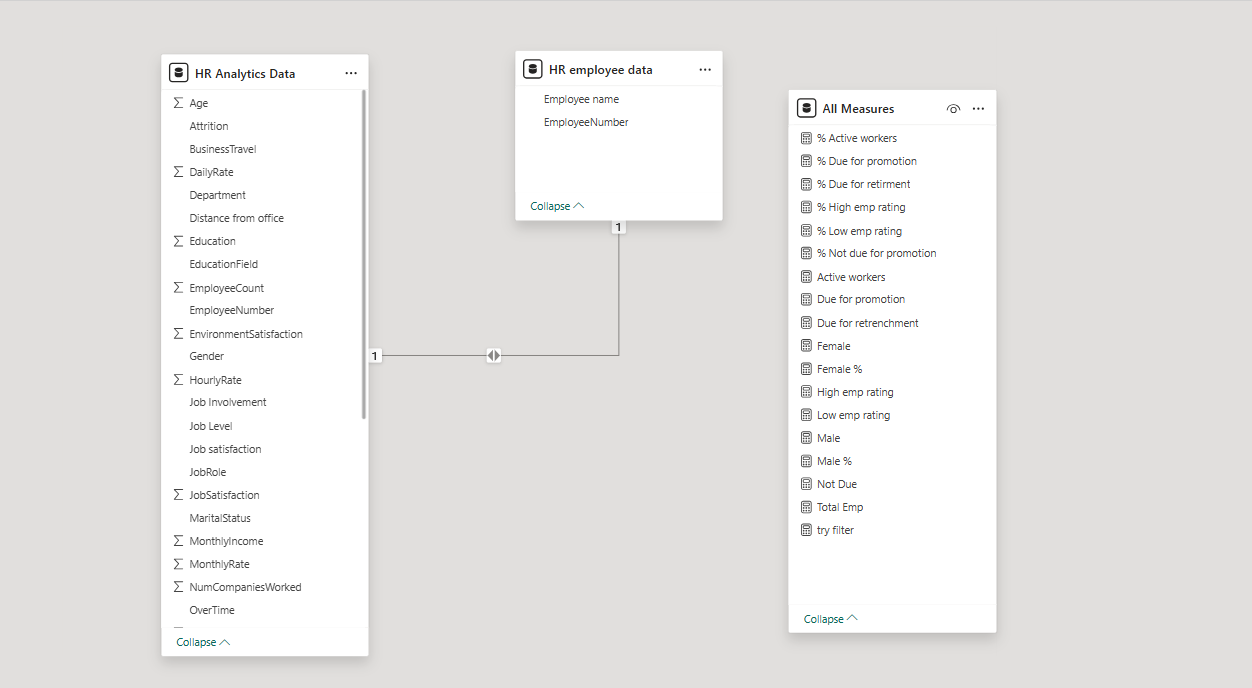 HR Analytics Data
Age
Attrition
BusinessTravel
DailyRate
Department
Distance from office
Education
EducationField
EmployeeCount
EmployeeNumber
EnvironmentSatisfaction
Gender
HourlyRate
Job Involvement
Job Level
Job satisfaction
JobRole
JobSatisfaction
MaritalStatus
MonthlyIncome
MonthlyRate
NumCompaniesWorked
OverTime
Collapse
1
HR employee data
Employee name
EmployeeNumber
Collapse
1
All Measures
% Active workers
% Due for promotion
% Due for retirment
% High emp rating
% Low emp rating
% Not due for promotion
Active workers
Due for promotion
Due for retrenchment
Female
Female %
High emp rating
Low emp rating
Male
Male %
Not Due
Total Emp
try filter
Collapse